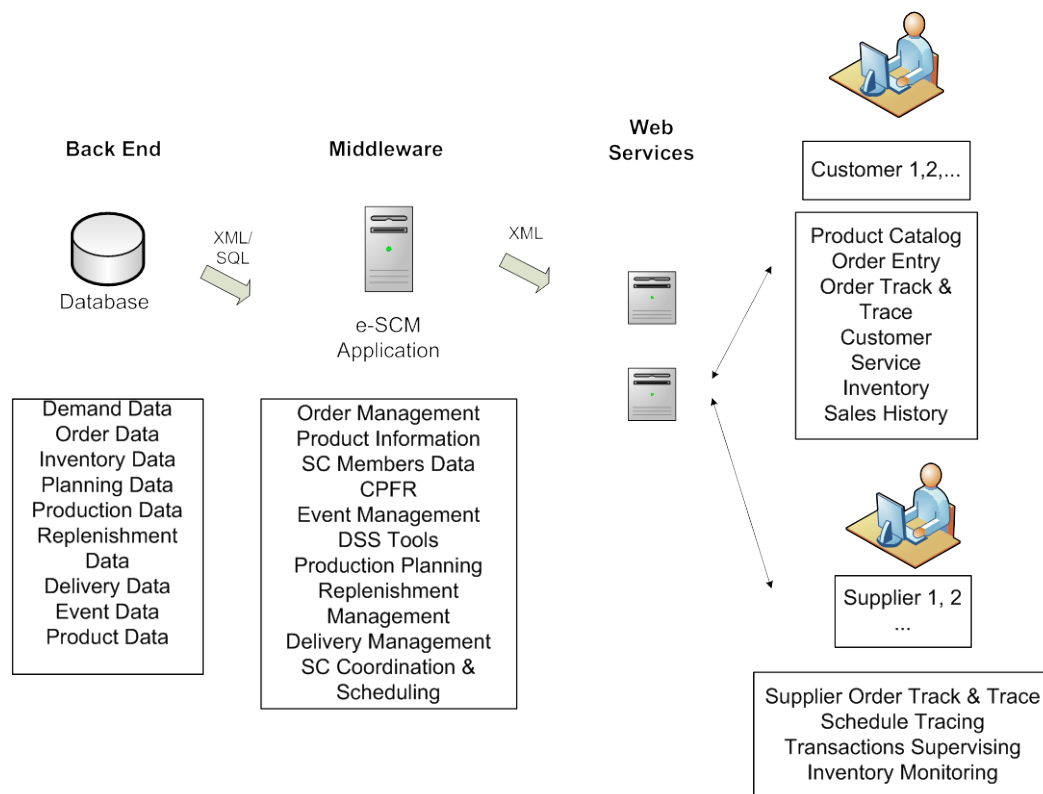 Back End
Database
Demand Data
Order Data
Inventory Data
Planning Data
Production Data
Replenishment
Data
Delivery Data
Event Data
Product Data
XML/
SQL
Middleware
e-SCM
Application
Order Management
Product Information
SC Members Data
CPFR
Event Management
DSS Tools
Production Planning
Replenishment
Management
Delivery Management
SC Coordination &
Scheduling
XML
Web
Services
Customer 1,2,...
Product Catalog
Order Entry
Order Track &
Trace
Customer
Service
Inventory
Sales History
Supplier 1, 2
...
Supplier Order Track & Trace
Schedule Tracing
Transactions Supervising
Inventory Monitoring